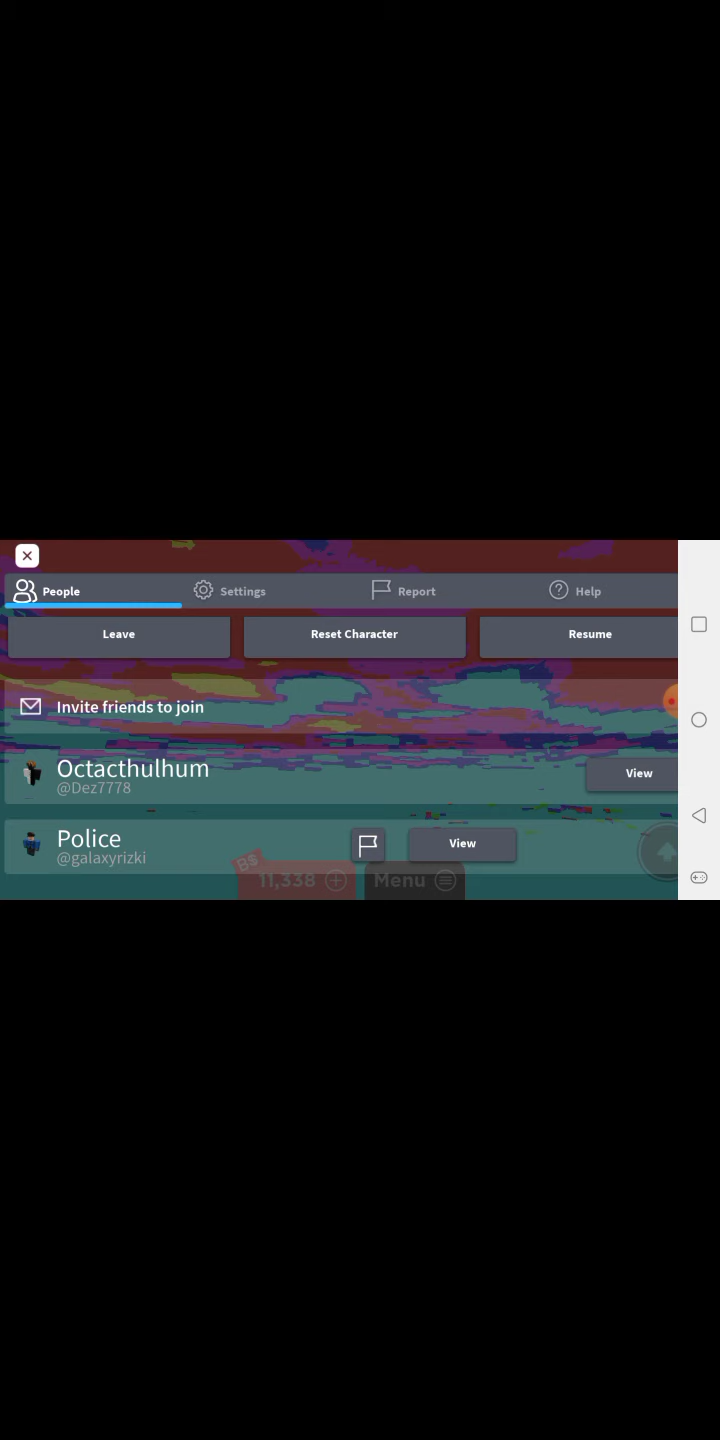 People
Settings
Report
Help
Leave
Reset Character
Resume
Invite friends to join
Octacthulhum
@Dez7778
View
Police
@galaxyrizki
View
B$
11,338
Menu